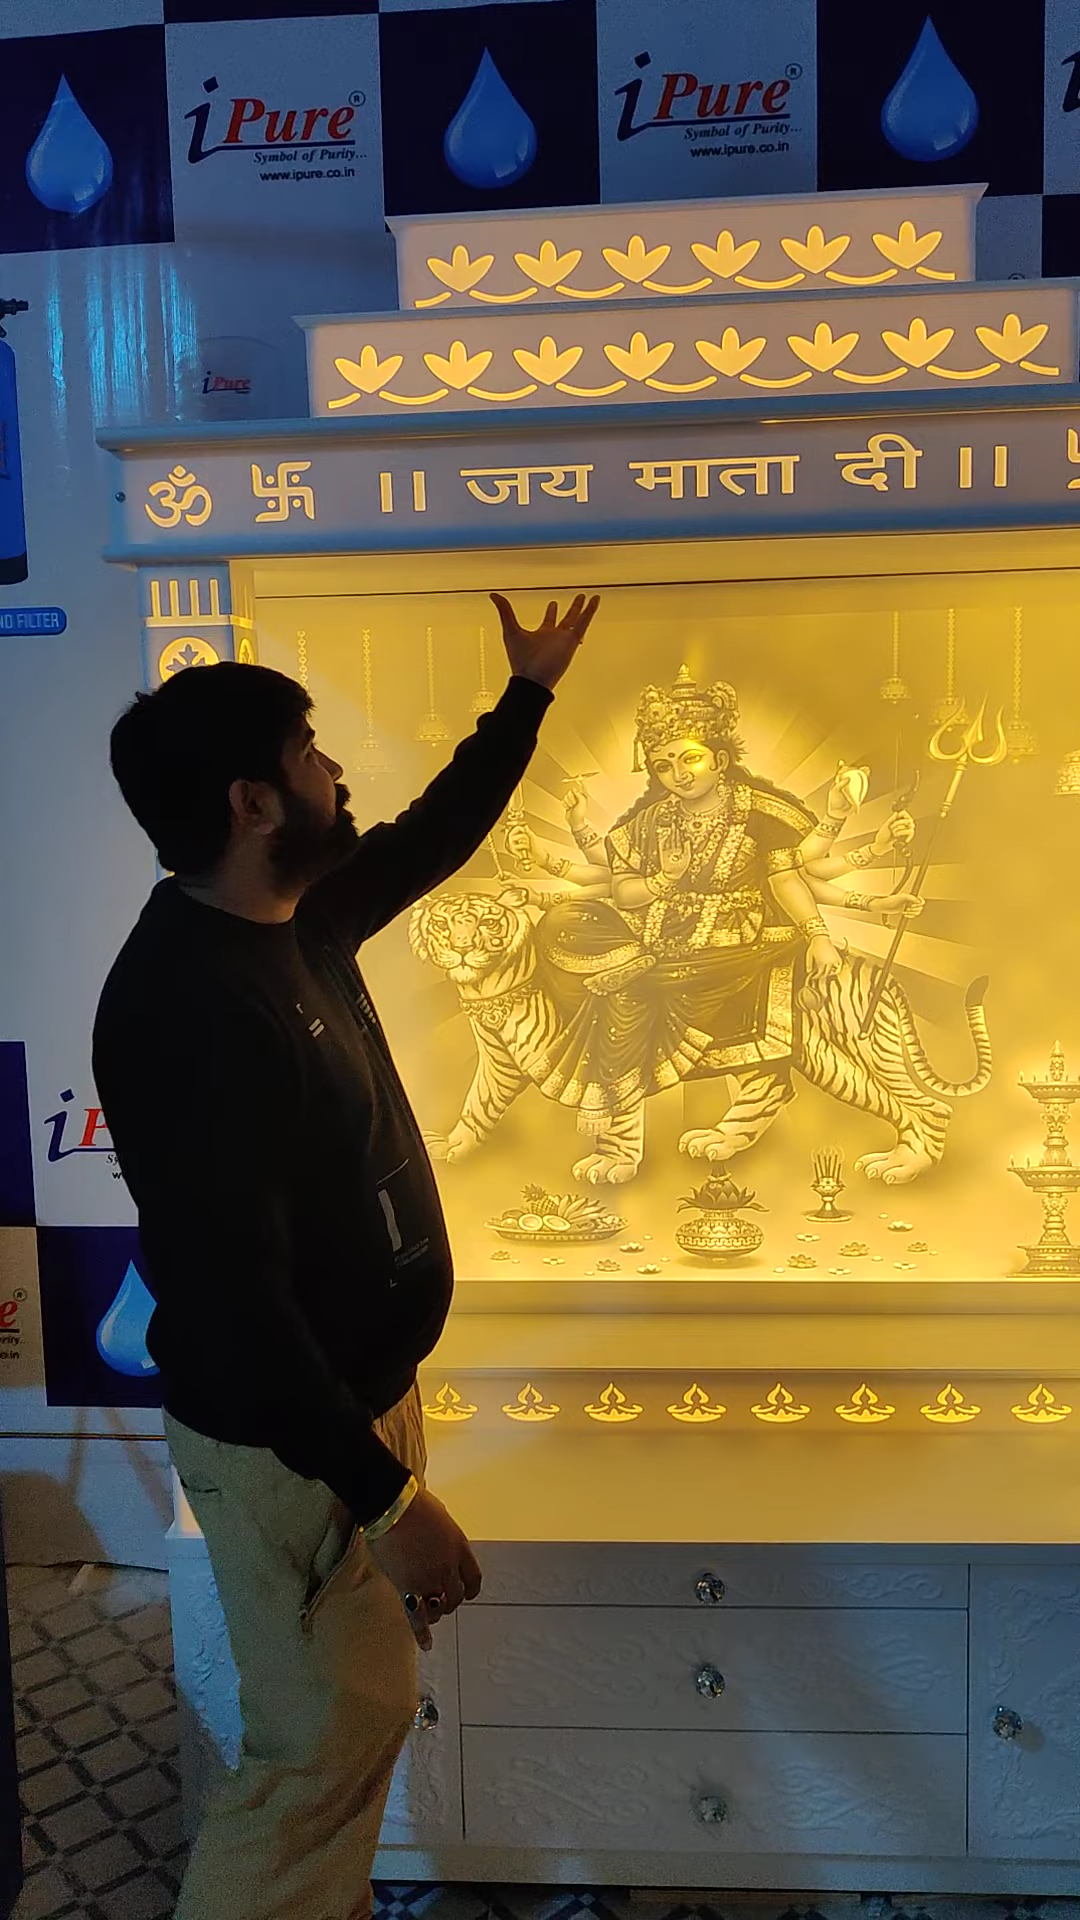 iPure®
Symbol of Purity...
www.ipure.co.in
iPure®
Symbol of Purity...
www.ipure.co.in
iPure
ॐ 卐 ।। जय माता दी ।।
FILTER